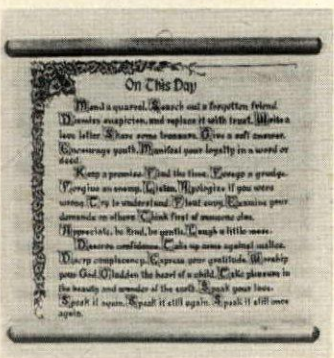 On This Day
Mend a quarrel. Search out a forgotten friend.
Dismiss suspicion, and replace it with trust. Write a
love letter. Share some treasure. Give a soft answer.
Encourage youth. Manifest your loyalty in a word or
deed.
Keep a promise. Find the time. Forego a grudge.
Forgive an enemy. Listen. Apologize if you were
wrong. Try to understand. Flout envy. Examine your
demands on others. Think first of someone else.
Appreciate, be kind, be gentle. Laugh a little more.
Deserve confidence. Take up arms against malice.
Decry complacency. Express your gratitude. Worship
your God. Gladden the heart of a child. Take pleasure in
the beauty and wonder of the earth. Speak your love.
Speak it again. Speak it still again. Speak it still once
again.